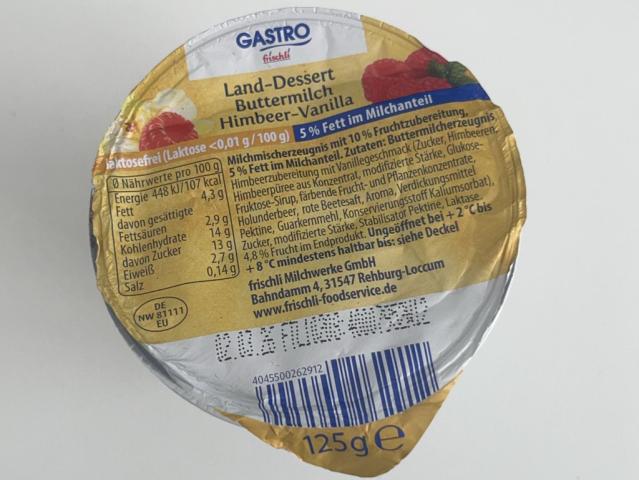 GASTRO
frischli
Land-Dessert
Buttermilch
Himbeer-Vanilla
laktosefrei (Laktose <0,01 g / 100 g)
5 % Fett im Milchanteil
Ø Nährwerte pro 100 g
Energie 448 kJ/107 kcal
Fett 4,3 g
davon gesättigte
Fettsäuren 2,9 g
Kohlenhydrate 14 g
davon Zucker 13 g
Eiweiß 2,7 g
Salz 0,14 g
Milchmischerzeugnis mit 10 % Fruchtzubereitung,
5 % Fett im Milchanteil. Zutaten: Buttermilcherzeugnis
Himbeerzubereitung mit Vanillegeschmack (Zucker, Himbeeren,
Himbeerpüree aus Konzentrat, modifizierte Stärke, Glukose-
Fruktose-Sirup, färbende Frucht- und Pflanzenkonzentrate,
Holunderbeer, rote Beetesaft, Aroma, Verdickungsmittel
Pektine, Guarkernmehl, Konservierungsstoff Kaliumsorbat),
Zucker, modifizierte Stärke, Stabilisator Pektine, Laktase.
4,8 % Frucht im Endprodukt. Ungeöffnet bei + 2 °C bis
+ 8 °C mindestens haltbar bis: siehe Deckel
frischli Milchwerke GmbH
Bahndamm 4, 31547 Rehburg-Loccum
www.frischli-foodservice.de
DE
NW 81111
EU
4045500262912
125g e